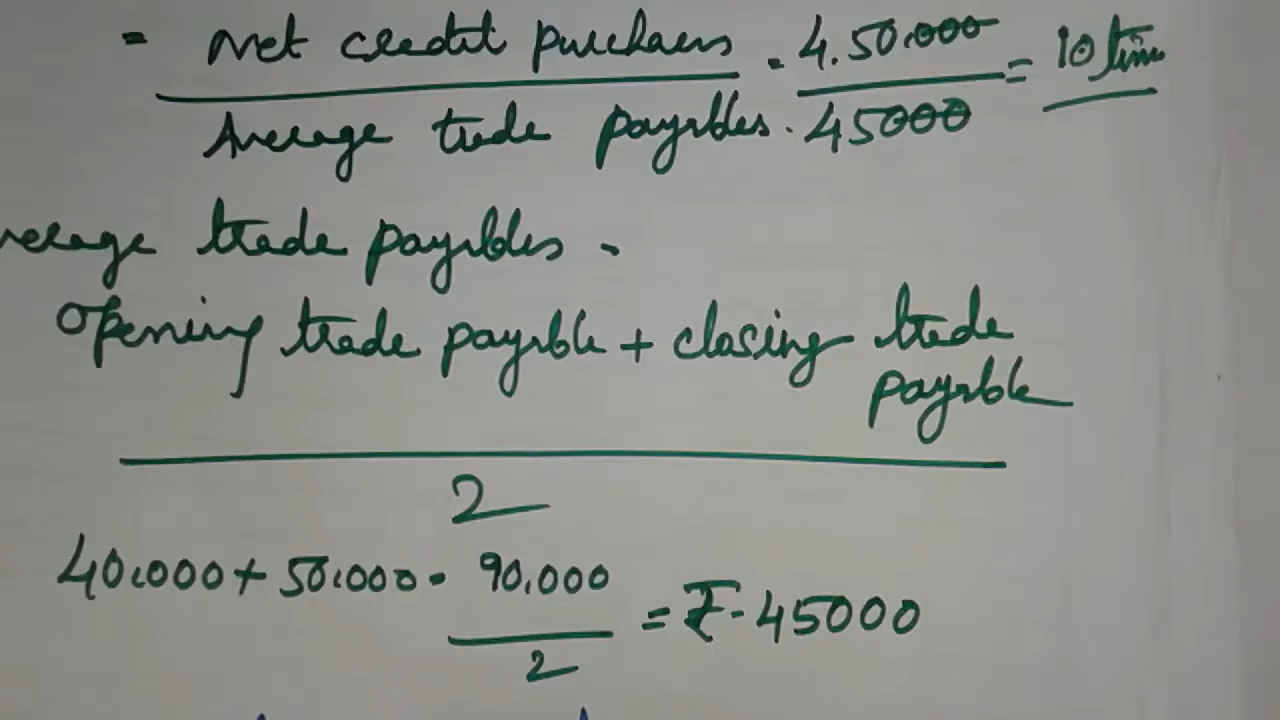 = Net credit purchases = 4.50.000 = 10 times
Average trade payables. 45000
verage trade payables =
Opening trade payable + closing trade
payable
2
40.000 + 50.000 = 90,000
2
= ₹. 45000